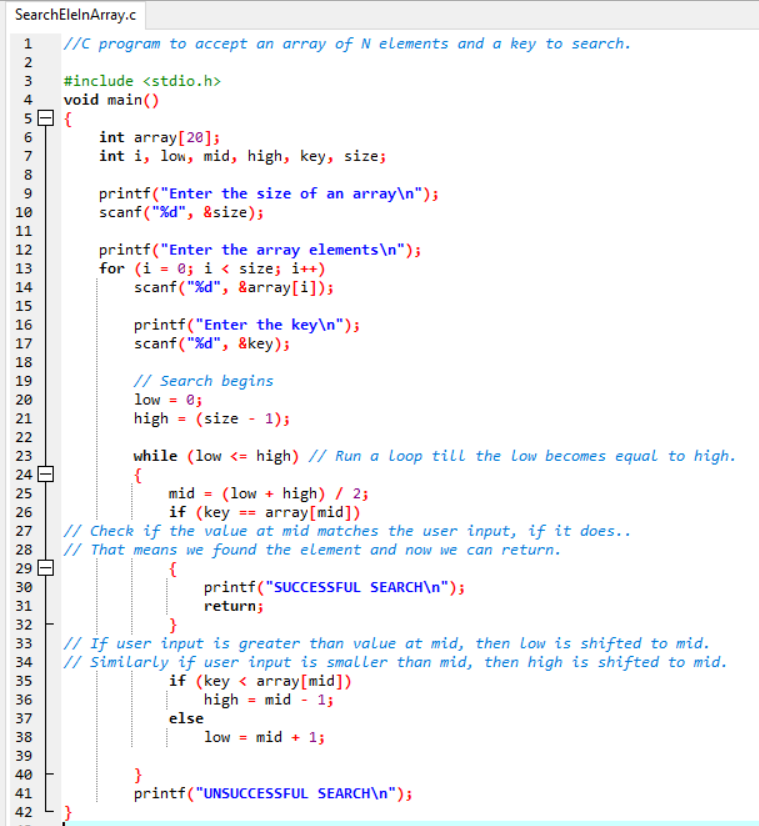 SearchEleInArray.c
1 //C program to accept an array of N elements and a key to search.
2
3 #include <stdio.h>
4 void main()
5 {
6 int array[20];
7 int i, low, mid, high, key, size;
8
9 printf("Enter the size of an array\n");
10 scanf("%d", &size);
11
12 printf("Enter the array elements\n");
13 for (i = 0; i < size; i++)
14 scanf("%d", &array[i]);
15
16 printf("Enter the key\n");
17 scanf("%d", &key);
18
19 // Search begins
20 low = 0;
21 high = (size - 1);
22
23 while (low <= high) // Run a loop till the low becomes equal to high.
24 {
25 mid = (low + high) / 2;
26 if (key == array[mid])
27 // Check if the value at mid matches the user input, if it does..
28 // That means we found the element and now we can return.
29 {
30 printf("SUCCESSFUL SEARCH\n");
31 return;
32 }
33 // If user input is greater than value at mid, then low is shifted to mid.
34 // Similarly if user input is smaller than mid, then high is shifted to mid.
35 if (key < array[mid])
36 high = mid - 1;
37 else
38 low = mid + 1;
39
40 }
41 printf("UNSUCCESSFUL SEARCH\n");
42 }